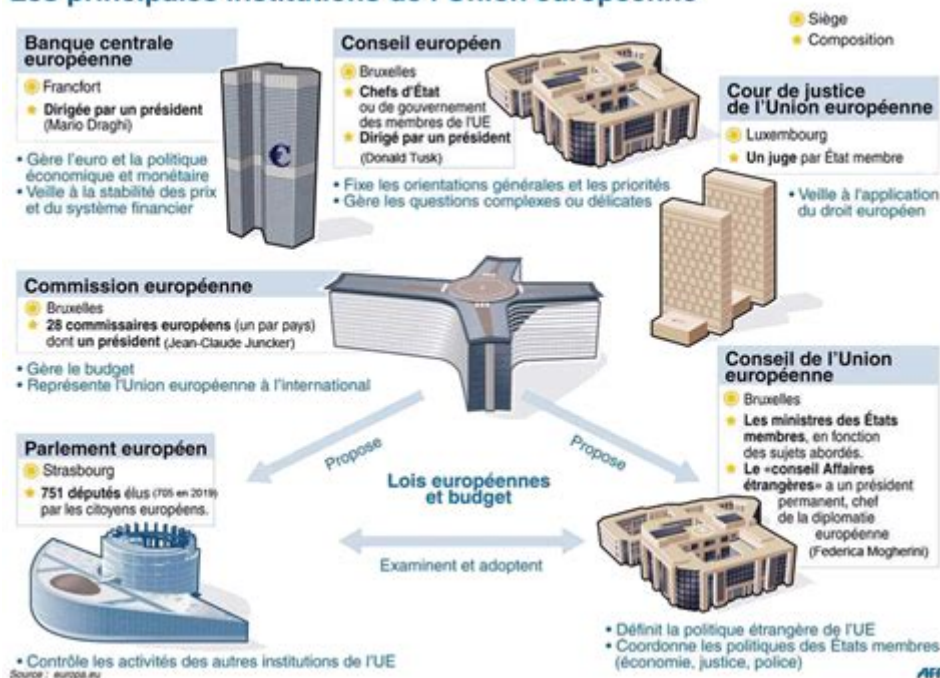 Les principales institutions de l'Union européenne
Siège
Composition
Banque centrale
européenne
Francfort
Dirigée par un président
(Mario Draghi)
• Gère l'euro et la politique
économique et monétaire
• Veille à la stabilité des prix
et du système financier
€
Conseil européen
Bruxelles
Chefs d'État
ou de gouvernement
des membres de l'UE
Dirigé par un président
(Donald Tusk)
• Fixe les orientations générales et les priorités
• Gère les questions complexes ou délicates
Cour de justice
de l'Union européenne
Luxembourg
Un juge par État membre
• Veille à l'application
du droit européen
Commission européenne
Bruxelles
28 commissaires européens (un par pays)
dont un président (Jean-Claude Juncker)
• Gère le budget
• Représente l'Union européenne à l'international
Conseil de l'Union
européenne
Bruxelles
Les ministres des États
membres, en fonction
des sujets abordés.
Le «conseil Affaires
étrangères» a un président
permanent, chef
de la diplomatie
européenne
(Federica Mogherini)
Propose
Propose
Lois européennes
et budget
Examinent et adoptent
Parlement européen
Strasbourg
751 députés élus (705 en 2019)
par les citoyens européens.
• Contrôle les activités des autres institutions de l'UE
• Définit la politique étrangère de l'UE
• Coordonne les politiques des États membres
(économie, justice, police)
Source : europa.eu
AFP